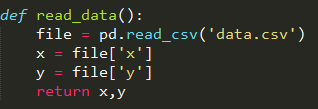 def read_data():
    file = pd.read_csv('data.csv')
    x = file['x']
    y = file['y']
    return x,y